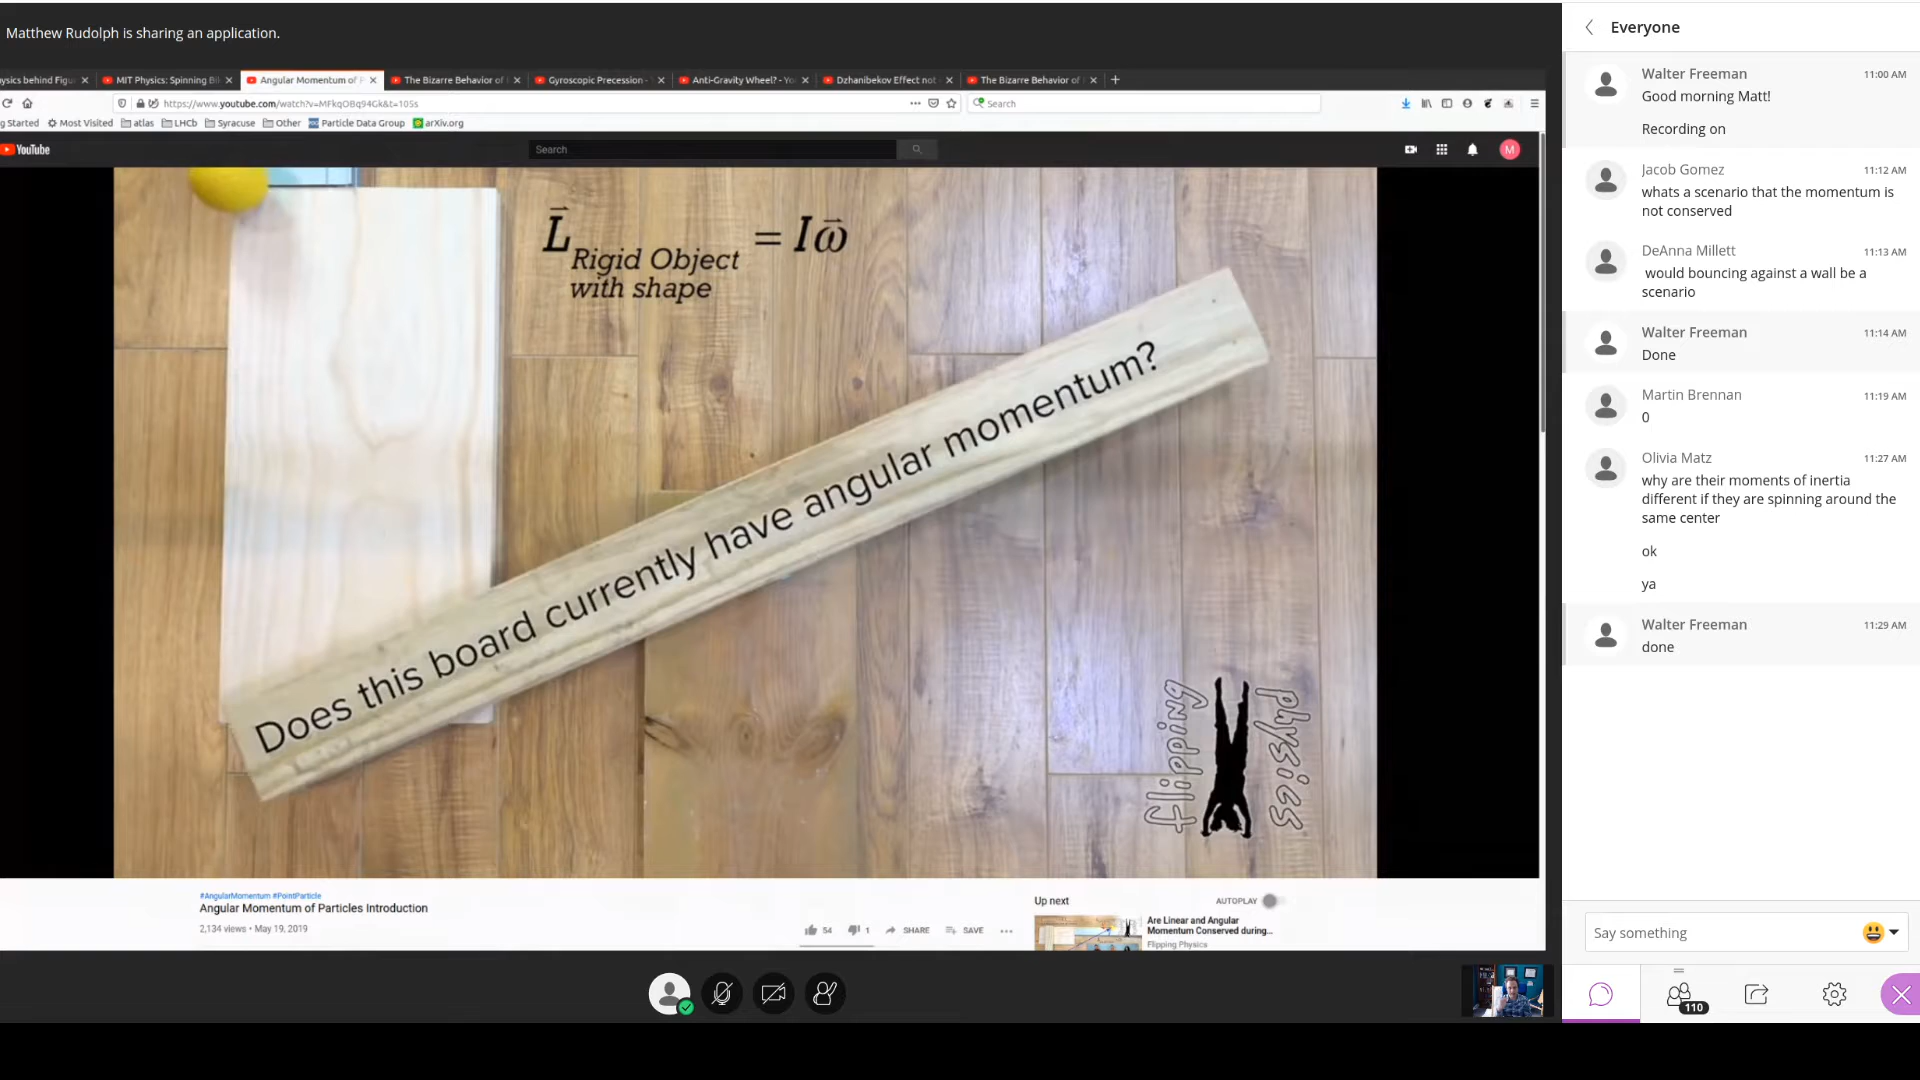 Matthew Rudolph is sharing an application.
ysics behind Figu
MIT Physics: Spinning Bi
Angular Momentum of P
The Bizarre Behavior of
Gyroscopic Precession -
Anti-Gravity Wheel? - Yo
Dzhanibekov Effect not
The Bizarre Behavior of
https://www.youtube.com/watch?v=MFkqOBq94Gk&t=105s
Search
g Started
Most Visited
atlas
LHCb
Syracuse
Other
Particle Data Group
arXiv.org
YouTube
Search
M
L Rigid Object with shape = Iω
Does this board currently have angular momentum?
flipping
physics
#AngularMomentum #PointParticle
Angular Momentum of Particles Introduction
2,134 views • May 19, 2019
54
1
SHARE
SAVE
Up next
AUTOPLAY
Are Linear and Angular
Momentum Conserved during...
Flipping Physics
Everyone
Walter Freeman 11:00 AM
Good morning Matt!
Recording on
Jacob Gomez 11:12 AM
whats a scenario that the momentum is
not conserved
DeAnna Millett 11:13 AM
would bouncing against a wall be a
scenario
Walter Freeman 11:14 AM
Done
Martin Brennan 11:19 AM
0
Olivia Matz 11:27 AM
why are their moments of inertia
different if they are spinning around the
same center
ok
ya
Walter Freeman 11:29 AM
done
Say something
110